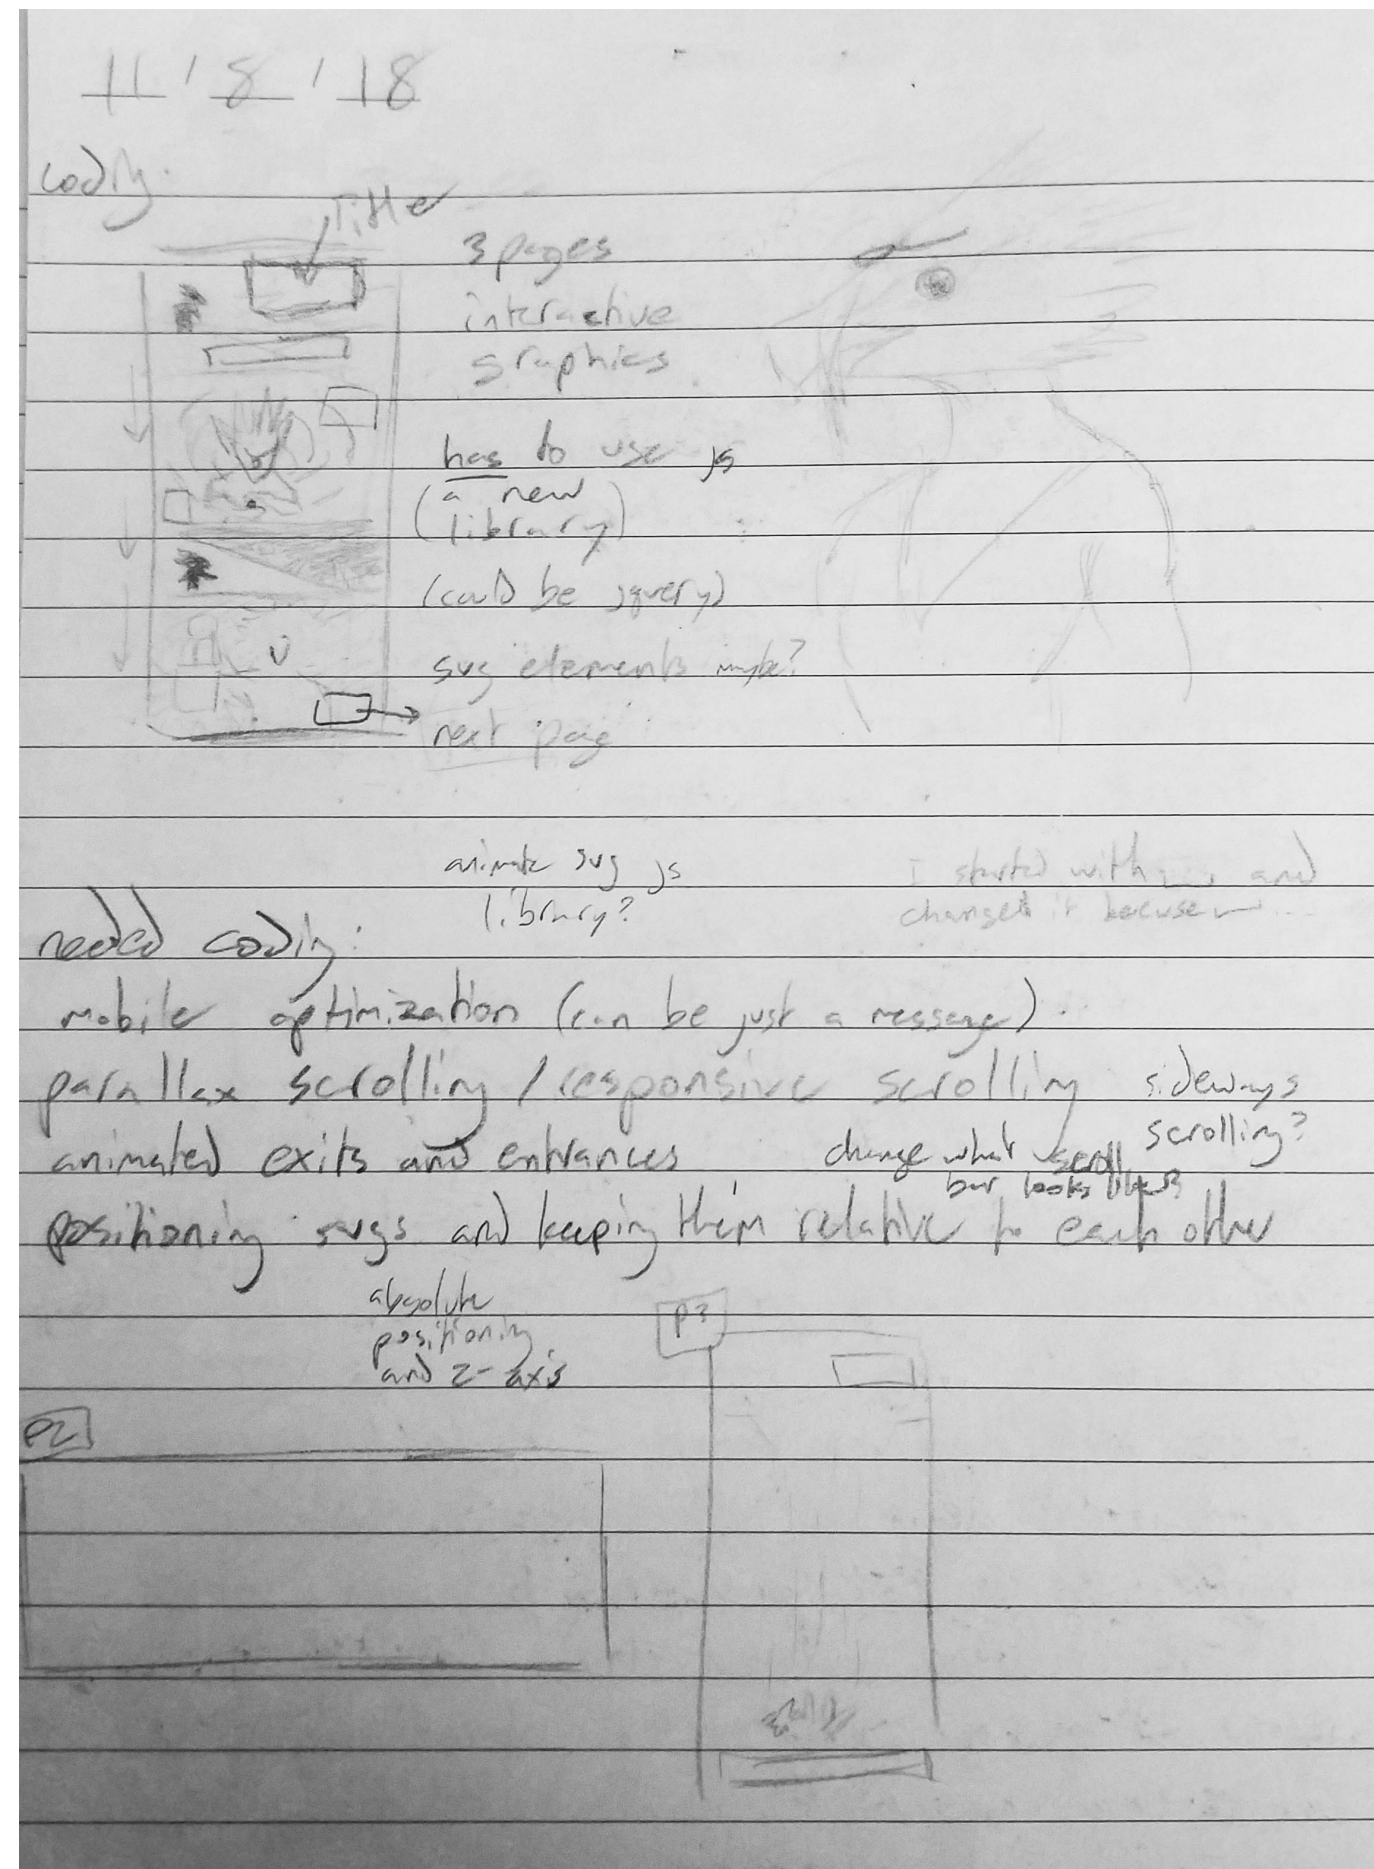 11 / 8 / 18
coding:
Title
3 pages
interactive
graphics
has to use js
(a new
library)
(could be jquery)
svg elements maybe?
next page
animate svg js
library?
I started with and
changed it because ...
needed coding:
mobile optimization (can be just a message)
parallax scrolling / responsive scrolling
sideways
scrolling?
animated exits and entrances
change what scroll
bar looks like?
positioning svgs and keeping them relative to each other
absolute
positioning
and z-axis
P3
P2